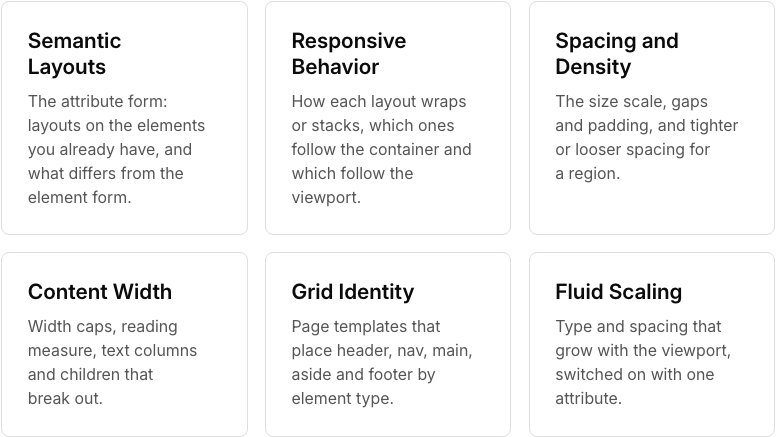 Semantic
Layouts
The attribute form:
layouts on the elements
you already have, and
what differs from the
element form.
Responsive
Behavior
How each layout wraps
or stacks, which ones
follow the container and
which follow the
viewport.
Spacing and
Density
The size scale, gaps
and padding, and tighter
or looser spacing for
a region.
Content Width
Width caps, reading
measure, text columns
and children that
break out.
Grid Identity
Page templates that
place header, nav, main,
aside and footer by
element type.
Fluid Scaling
Type and spacing that
grow with the viewport,
switched on with one
attribute.